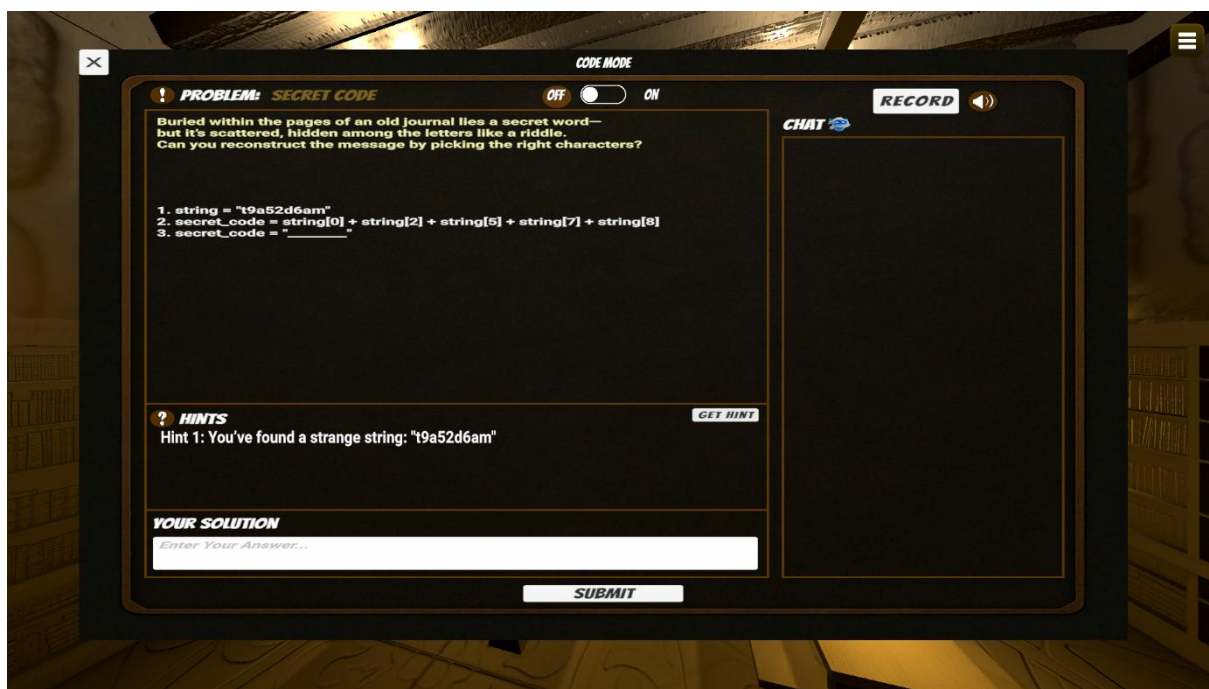 CODE MODE
! PROBLEM: SECRET CODE
OFF ON
RECORD
CHAT
Buried within the pages of an old journal lies a secret word—
but it's scattered, hidden among the letters like a riddle.
Can you reconstruct the message by picking the right characters?
1. string = "t9a52d6am"
2. secret_code = string[0] + string[2] + string[5] + string[7] + string[8]
3. secret_code = "_______"
? HINTS
GET HINT
Hint 1: You've found a strange string: "t9a52d6am"
YOUR SOLUTION
Enter Your Answer...
SUBMIT